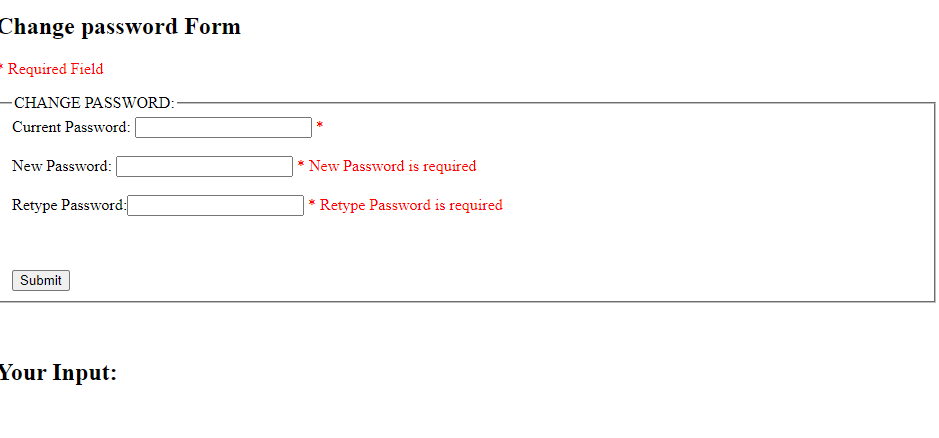 Change password Form
* Required Field
CHANGE PASSWORD:
Current Password: *
New Password: * New Password is required
Retype Password: * Retype Password is required
Submit
Your Input: